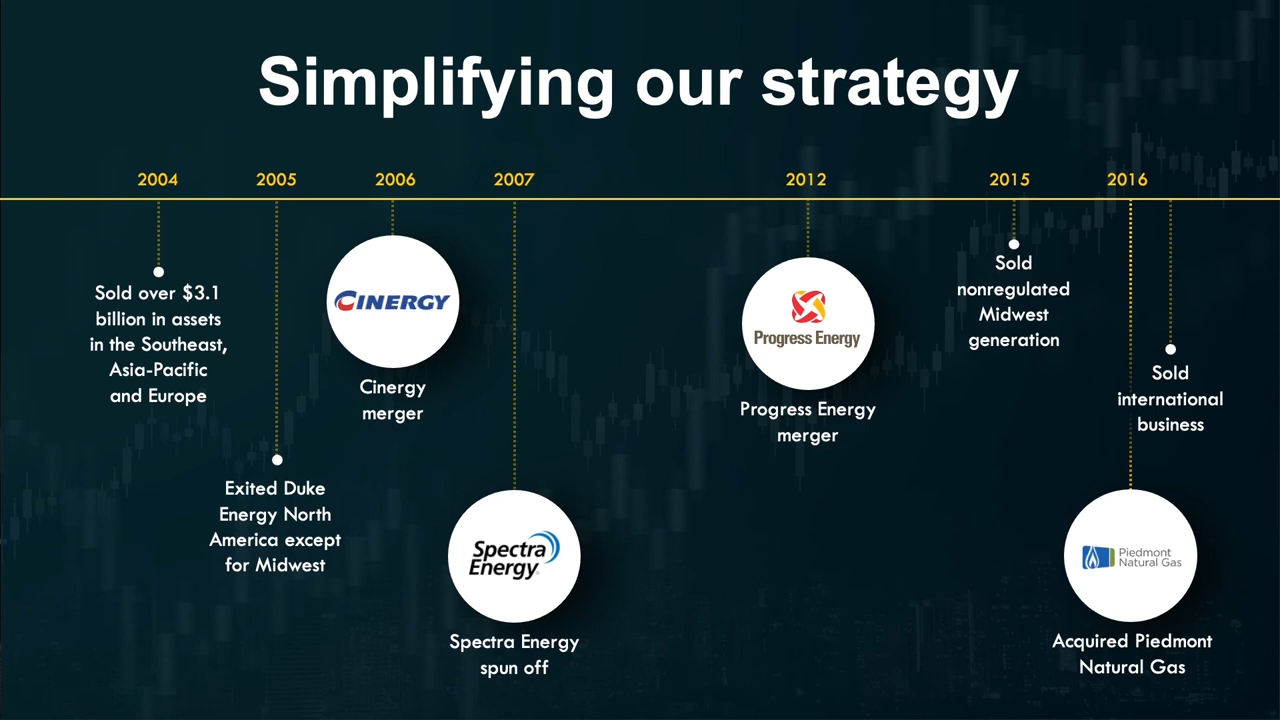 Simplifying our strategy
2004
2005
2006
2007
2012
2015
2016
Sold over $3.1
billion in assets
in the Southeast,
Asia-Pacific
and Europe
Exited Duke
Energy North
America except
for Midwest
CINERGY
Cinergy
merger
Spectra
Energy
Spectra Energy
spun off
Progress Energy
Progress Energy
merger
Sold
nonregulated
Midwest
generation
Sold
international
business
Piedmont
Natural Gas
Acquired Piedmont
Natural Gas